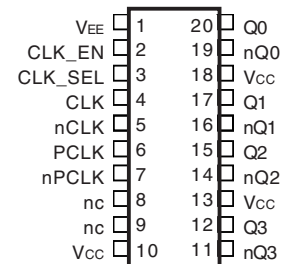 VEE 1 20 Q0
CLK_EN 2 19 nQ0
CLK_SEL 3 18 VCC
CLK 4 17 Q1
nCLK 5 16 nQ1
PCLK 6 15 Q2
nPCLK 7 14 nQ2
nc 8 13 VCC
nc 9 12 Q3
VCC 10 11 nQ3